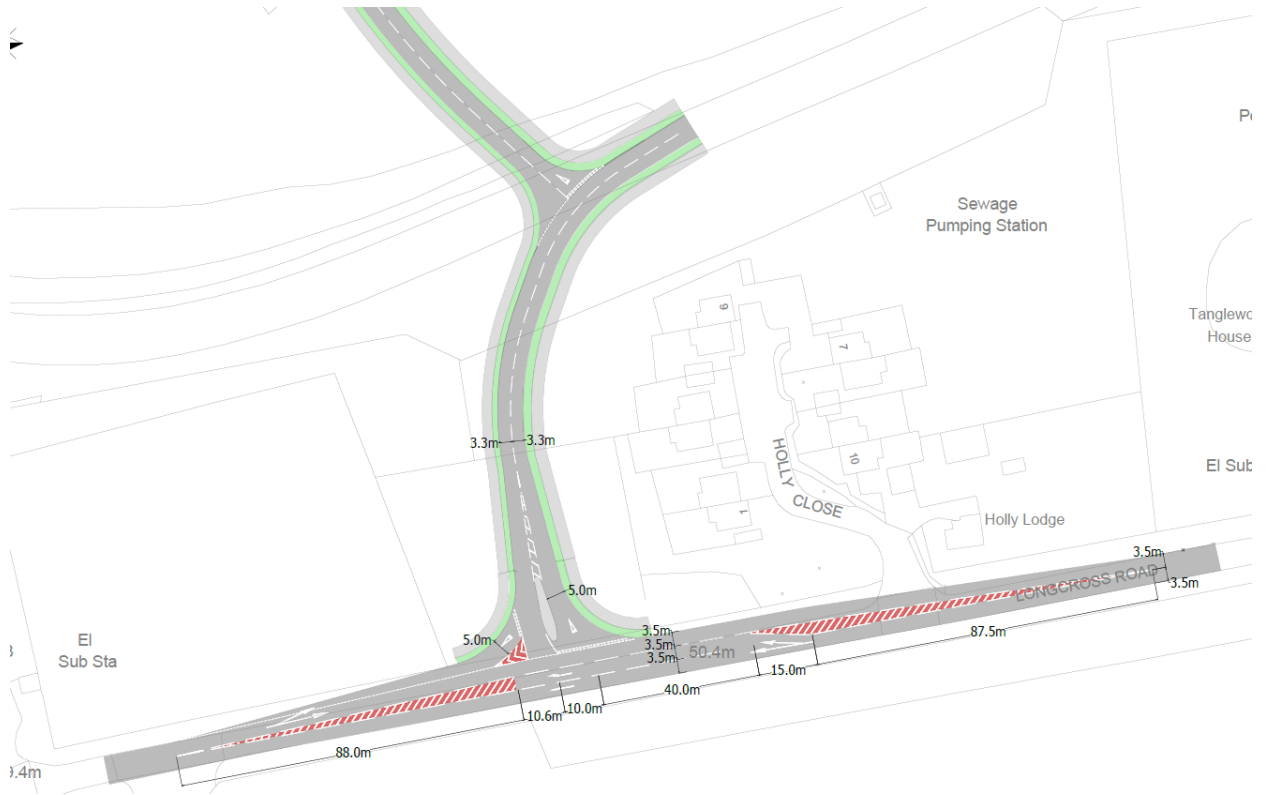 Sewage
Pumping Station
9
7
10
1
HOLLY
CLOSE
Holly Lodge
El Sub
House
3.3m
3.3m
5.0m
5.0m
El
Sub Sta
3.5m
3.5m
3.5m
50.4m
3.5m
3.5m
LONGCROSS ROAD
87.5m
15.0m
40.0m
10.0m
10.6m
88.0m
9.4m